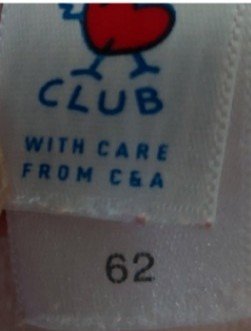 CLUB
WITH CARE
FROM C&A
62